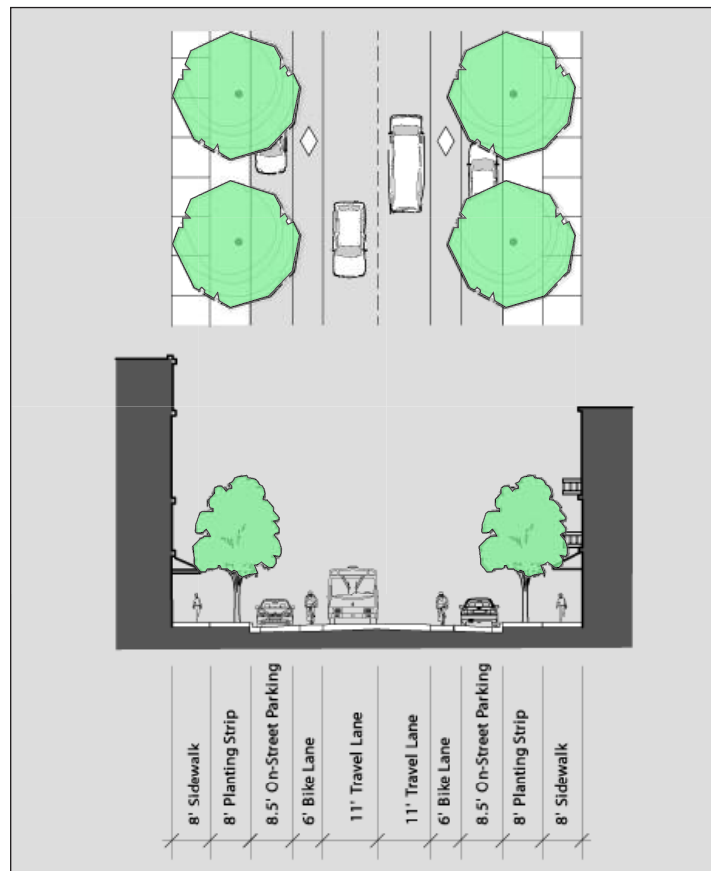 8' Sidewalk
8' Planting Strip
8.5' On-Street Parking
6' Bike Lane
11' Travel Lane
11' Travel Lane
6' Bike Lane
8.5' On-Street Parking
8' Planting Strip
8' Sidewalk